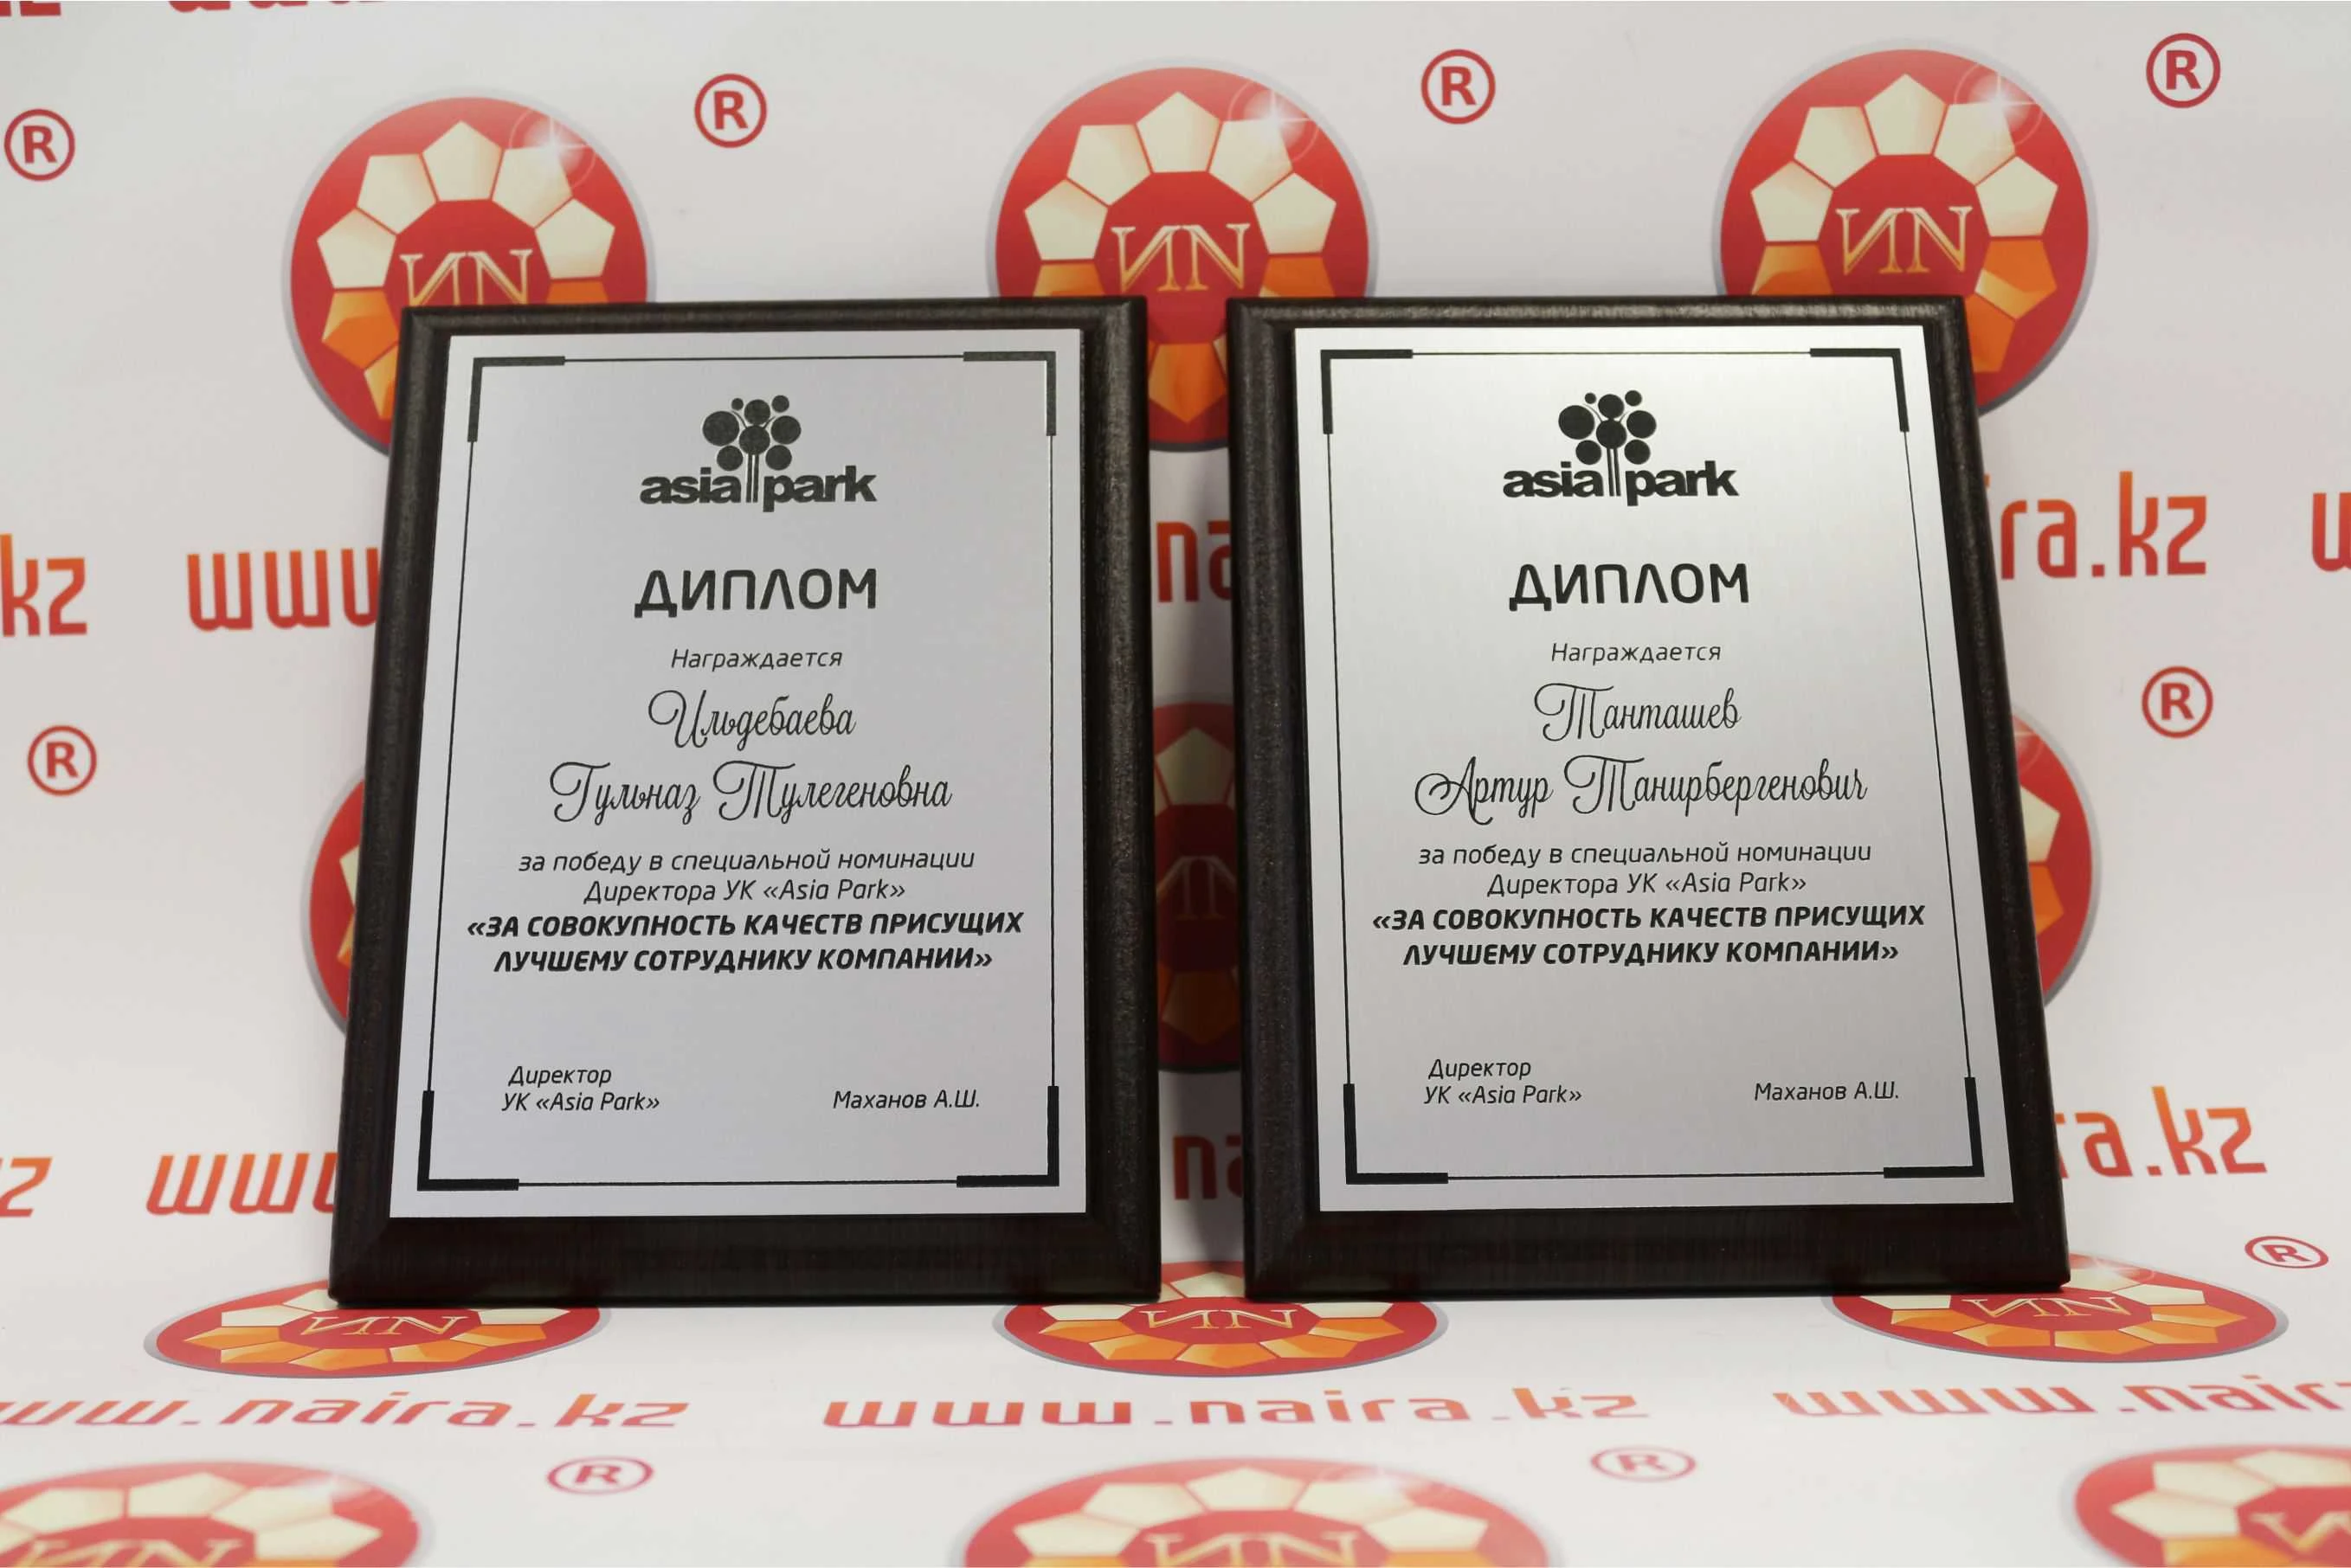 asia park
ДИПЛОМ
Награждается
Ильдебаева
Гульназ Тулегеновна
за победу в специальной номинации
Директора УК «Asia Park»
«ЗА СОВОКУПНОСТЬ КАЧЕСТВ ПРИСУЩИХ
ЛУЧШЕМУ СОТРУДНИКУ КОМПАНИИ»
Директор
УК «Asia Park»
Маханов А.Ш.
asia park
ДИПЛОМ
Награждается
Танташев
Артур Танирбергенович
за победу в специальной номинации
Директора УК «Asia Park»
«ЗА СОВОКУПНОСТЬ КАЧЕСТВ ПРИСУЩИХ
ЛУЧШЕМУ СОТРУДНИКУ КОМПАНИИ»
Директор
УК «Asia Park»
Маханов А.Ш.
www.naira.kz
www.naira.kz